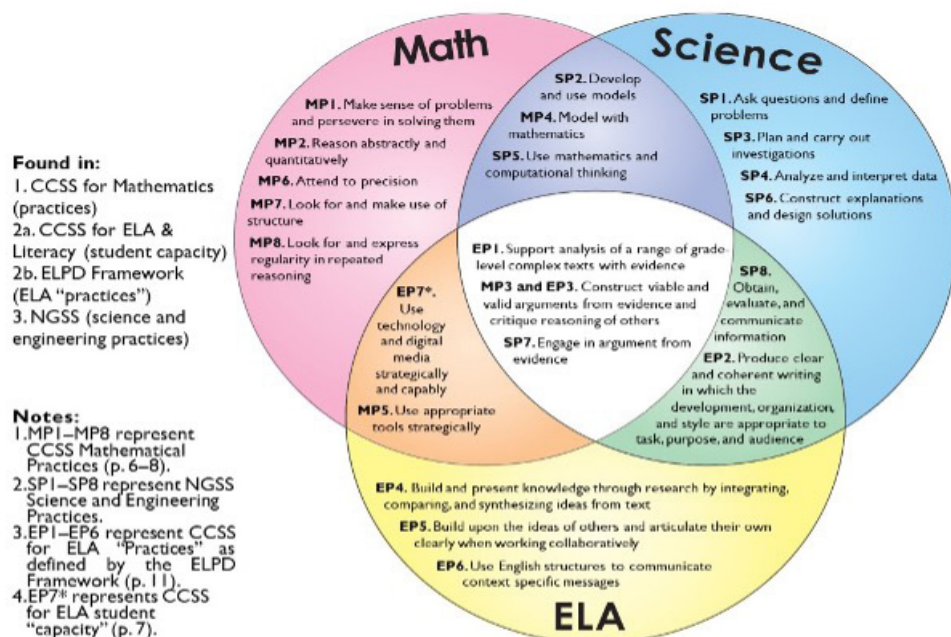 Math
Science
MP1. Make sense of problems
and persevere in solving them
MP2. Reason abstractly and
quantitatively
MP6. Attend to precision
MP7. Look for and make use of
structure
MP8. Look for and express
regularity in repeated
reasoning
SP2. Develop
and use models
MP4. Model with
mathematics
SP5. Use mathematics and
computational thinking
SP1. Ask questions and define
problems
SP3. Plan and carry out
investigations
SP4. Analyze and interpret data
SP6. Construct explanations
and design solutions
Found in:
1. CCSS for Mathematics
(practices)
2a. CCSS for ELA &
Literacy (student capacity)
2b. ELPD Framework
(ELA “practices”)
3. NGSS (science and
engineering practices)
EP1. Support analysis of a range of grade-
level complex texts with evidence
MP3 and EP3. Construct viable and
valid arguments from evidence and
critique reasoning of others
SP7. Engage in argument from
evidence
EP7*.
Use
technology
and digital
media
strategically
and capably
MP5. Use appropriate
tools strategically
SP8.
Obtain,
evaluate, and
communicate
information
EP2. Produce clear
and coherent writing
in which the
development, organization,
and style are appropriate to
task, purpose, and audience
Notes:
1.MP1–MP8 represent
CCSS Mathematical
Practices (p. 6–8).
2.SP1–SP8 represent NGSS
Science and Engineering
Practices.
3.EP1–EP6 represent CCSS
for ELA “Practices” as
defined by the ELPD
Framework (p. 11).
4.EP7* represents CCSS
for ELA student
“capacity” (p. 7).
EP4. Build and present knowledge through research by integrating,
comparing, and synthesizing ideas from text
EP5. Build upon the ideas of others and articulate their own
clearly when working collaboratively
EP6. Use English structures to communicate
context specific messages
ELA